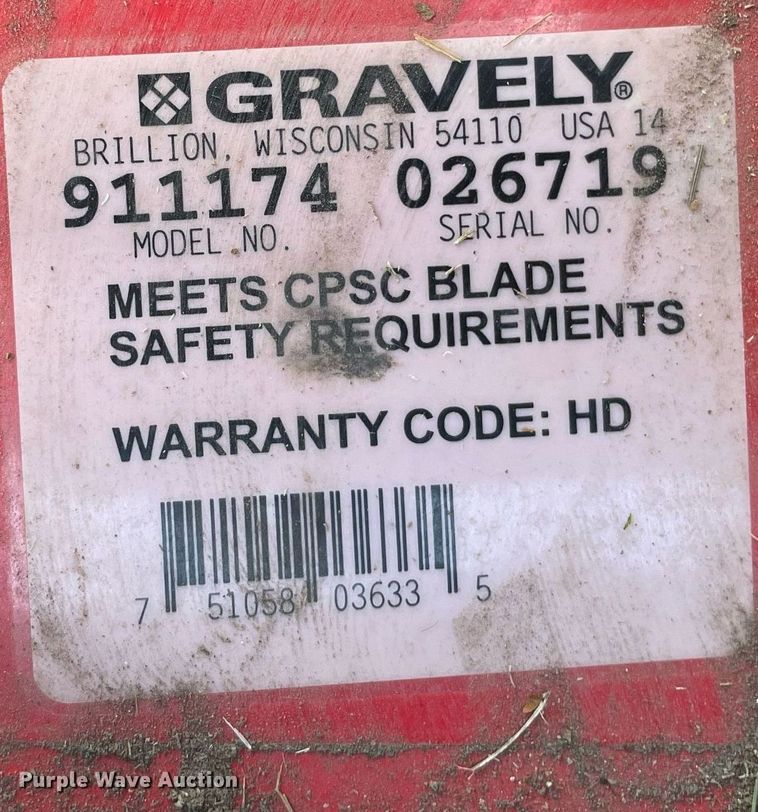 GRAVELY®
BRILLION, WISCONSIN 54110 USA 14
911174 026719
MODEL NO. SERIAL NO.
MEETS CPSC BLADE
SAFETY REQUIREMENTS
WARRANTY CODE: HD
7 51058 03633 5
Purple Wave Auction